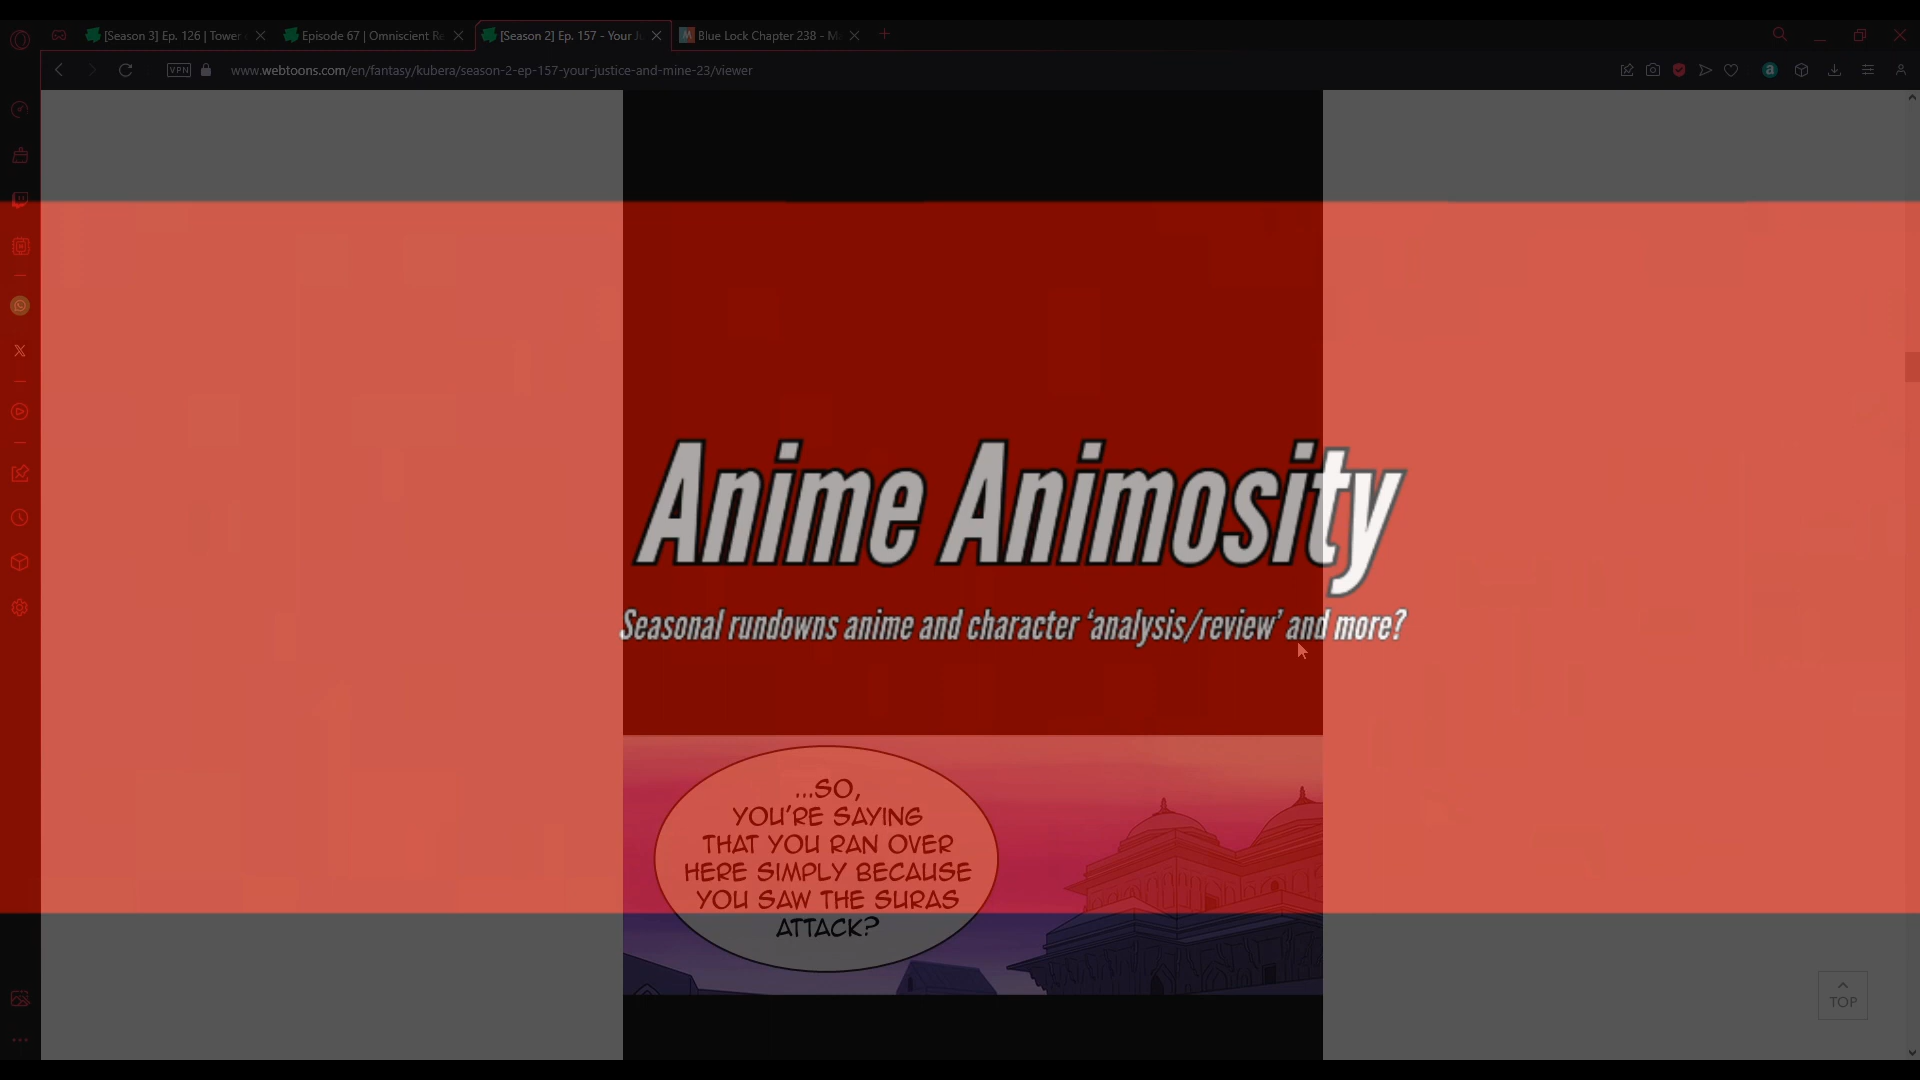 [Season 3] Ep. 126 | Tower
Episode 67 | Omniscient Re
[Season 2] Ep. 157 - Your Ju
Blue Lock Chapter 238 - M
VPN
www.webtoons.com/en/fantasy/kubera/season-2-ep-157-your-justice-and-mine-23/viewer
Anime Animosity
Seasonal rundowns anime and character ‘analysis/review’ and more?
...SO,
YOU'RE SAYING
THAT YOU RAN OVER
HERE SIMPLY BECAUSE
YOU SAW THE SURAS
ATTACK?
TOP